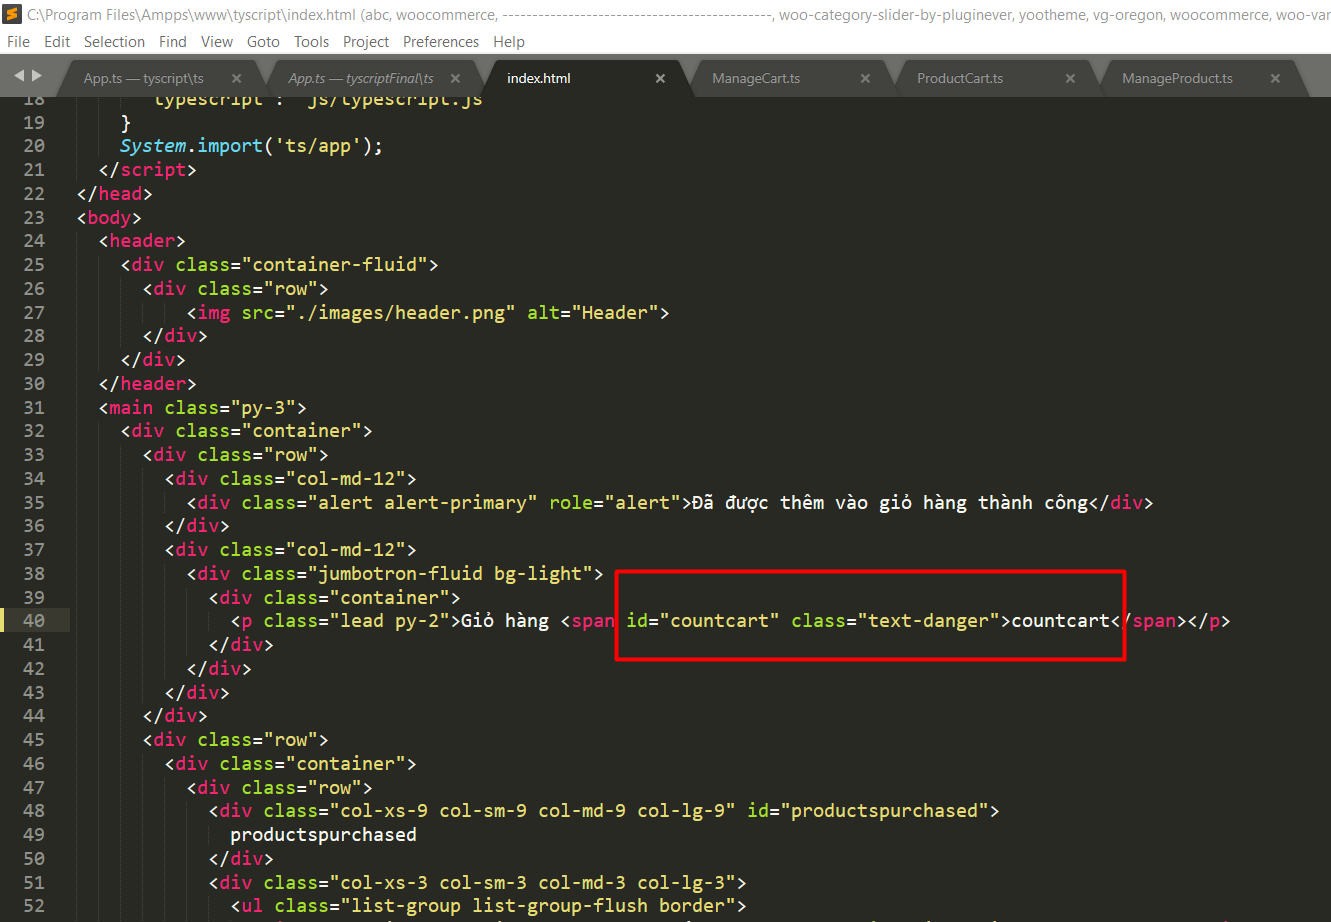 C:\Program Files\Ampps\www\tyscript\index.html (abc, woocommerce, ---------------------------------------------, woo-category-slider-by-pluginever, yootheme, vg-oregon, woocommerce, woo-var
File Edit Selection Find View Goto Tools Project Preferences Help
App.ts — tyscript\ts × App.ts — tyscriptFinal\ts × index.html × ManageCart.ts × ProductCart.ts × ManageProduct.ts ×
18 'typescript': 'js/typescript.js'
19 }
20 System.import('ts/app');
21 </script>
22 </head>
23 <body>
24 <header>
25 <div class="container-fluid">
26 <div class="row">
27 <img src="./images/header.png" alt="Header">
28 </div>
29 </div>
30 </header>
31 <main class="py-3">
32 <div class="container">
33 <div class="row">
34 <div class="col-md-12">
35 <div class="alert alert-primary" role="alert">Đã được thêm vào giỏ hàng thành công</div>
36 </div>
37 <div class="col-md-12">
38 <div class="jumbotron-fluid bg-light">
39 <div class="container">
40 <p class="lead py-2">Giỏ hàng <span id="countcart" class="text-danger">countcart</span></p>
41 </div>
42 </div>
43 </div>
44 </div>
45 <div class="row">
46 <div class="container">
47 <div class="row">
48 <div class="col-xs-9 col-sm-9 col-md-9 col-lg-9" id="productspurchased">
49 productspurchased
50 </div>
51 <div class="col-xs-3 col-sm-3 col-md-3 col-lg-3">
52 <ul class="list-group list-group-flush border">